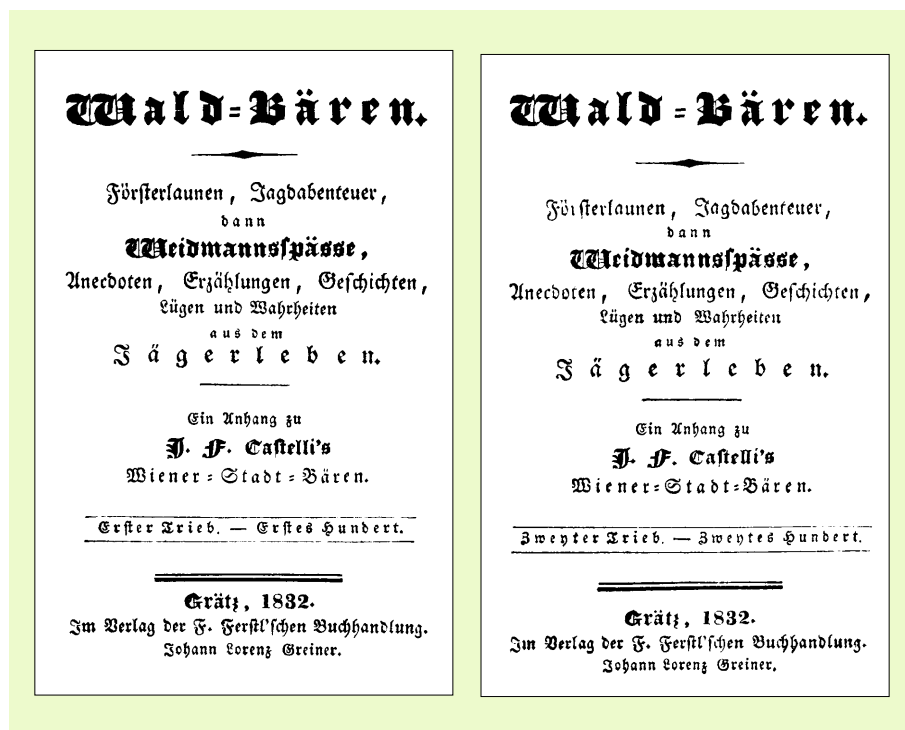 Wald=Bären.
Förſterlaunen, Jagdabenteuer,
dann
Weidmannsſpässe,
Anecdoten, Erzählungen, Geſchichten,
Lügen und Wahrheiten
aus dem
Jägerleben.
Ein Anhang zu
J. F. Caſtelli's
Wiener=Stadt=Bären.
Erſter Trieb. — Erſtes Hundert.
Grätz, 1832.
Im Verlag der F. Ferſtl'ſchen Buchhandlung.
Johann Lorenz Greiner.
Wald=Bären.
Förſterlaunen, Jagdabenteuer,
dann
Weidmannsſpässe,
Anecdoten, Erzählungen, Geſchichten,
Lügen und Wahrheiten
aus dem
Jägerleben.
Ein Anhang zu
J. F. Caſtelli's
Wiener=Stadt=Bären.
Zweyter Trieb. — Zweytes Hundert.
Grätz, 1832.
Im Verlag der F. Ferſtl'ſchen Buchhandlung.
Johann Lorenz Greiner.